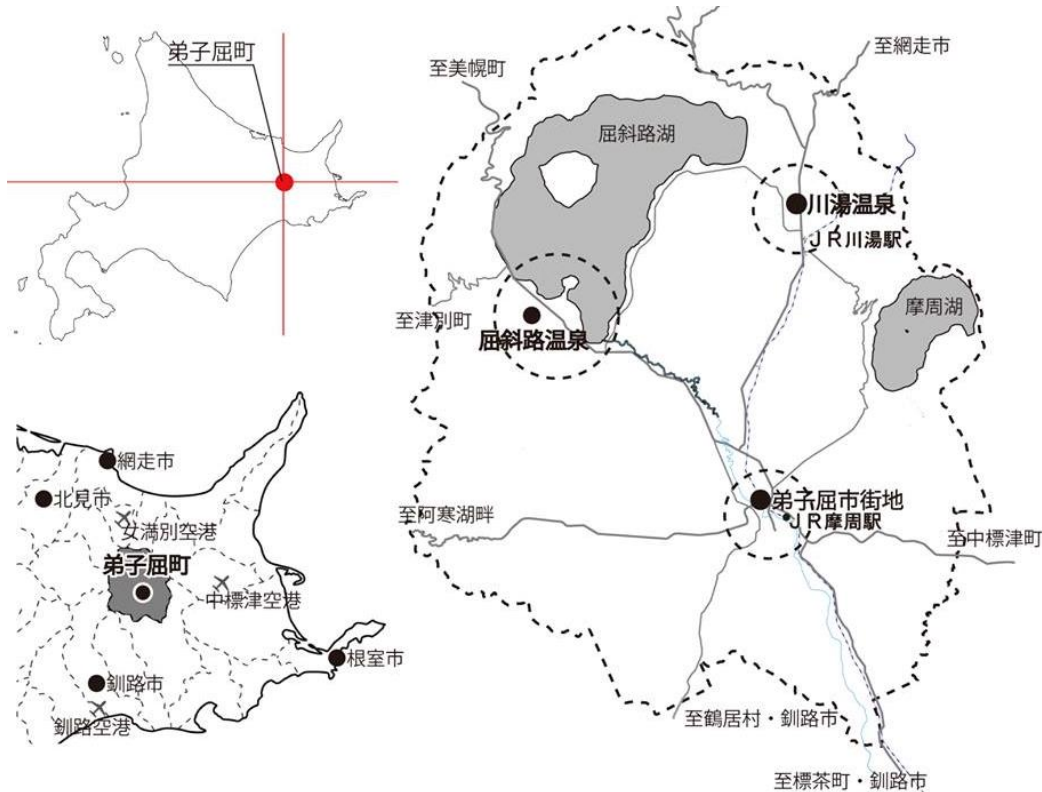 弟子屈町
網走市
北見市
女満別空港
弟子屈町
中標津空港
根室市
釧路市
釧路空港
至網走市
至美幌町
屈斜路湖
川湯温泉
JR川湯駅
摩周湖
至津別町
屈斜路温泉
弟子屈市街地
JR摩周駅
至阿寒湖畔
至中標津町
至鶴居村・釧路市
至標茶町・釧路市